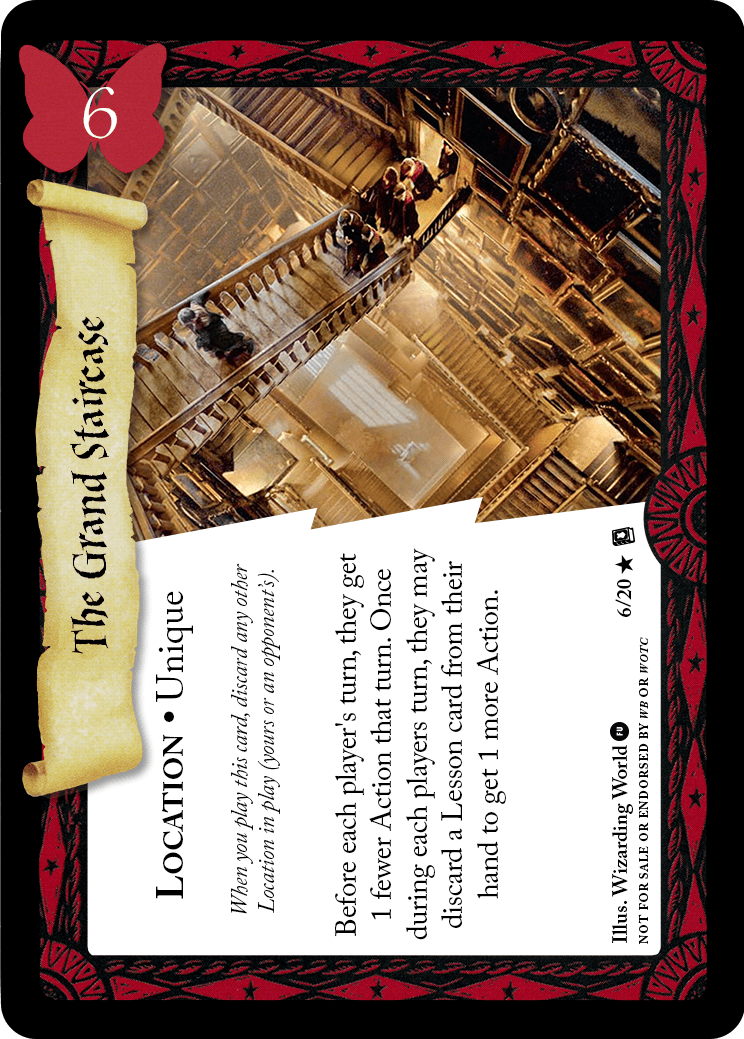 6
The Grand Staircase
LOCATION • Unique
When you play this card, discard any other
Location in play (yours or an opponent's).
Before each player's turn, they get
1 fewer Action that turn. Once
during each players turn, they may
discard a Lesson card from their
hand to get 1 more Action.
Illus. Wizarding World FU
6/20 ★
NOT FOR SALE OR ENDORSED BY WB OR WOTC